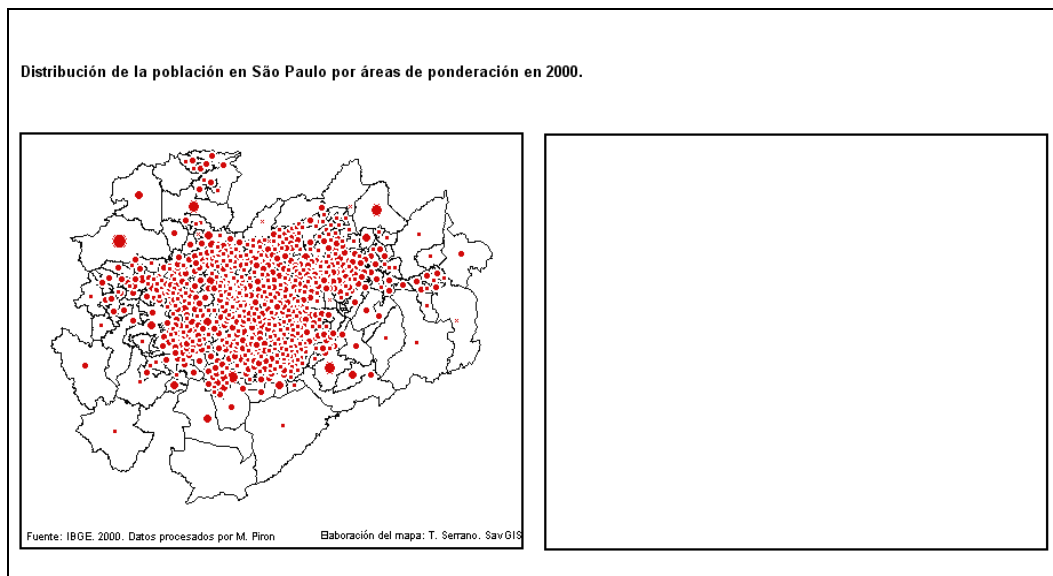 Distribución de la población en São Paulo por áreas de ponderación en 2000.
Fuente: IBGE. 2000. Datos procesados por M. Piron
Elaboración del mapa: T. Serrano. SavGIS